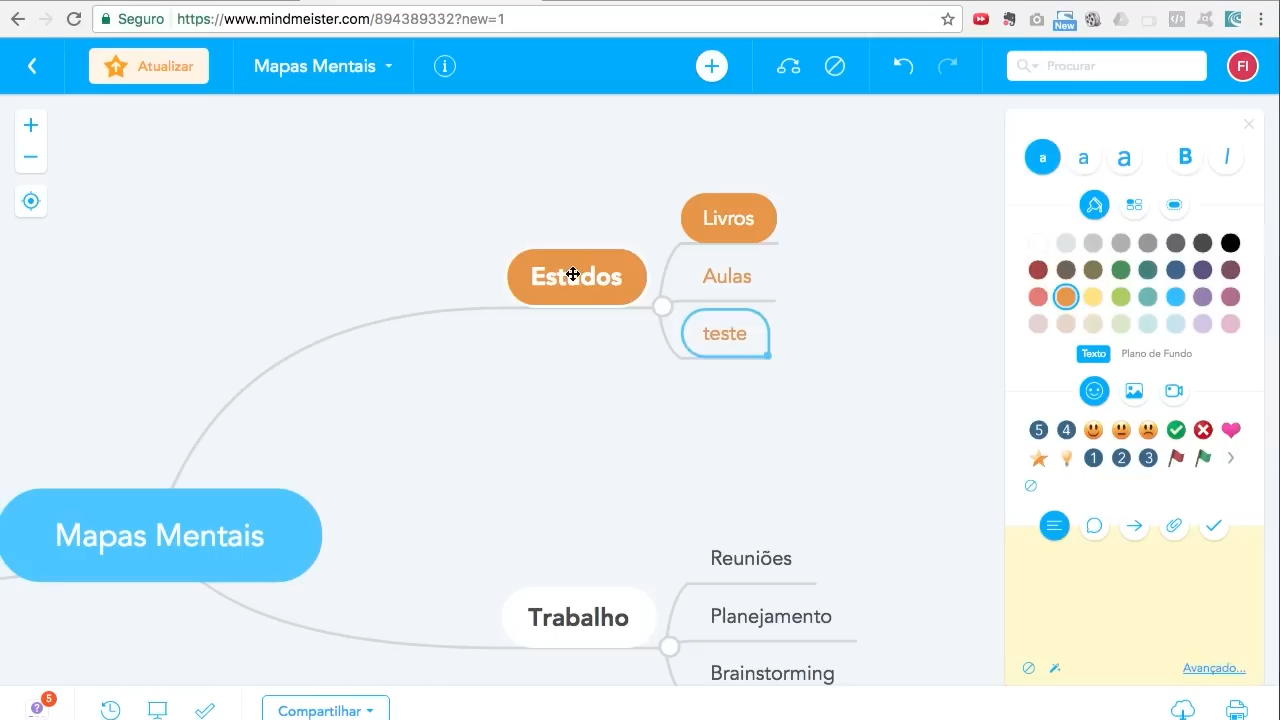 Seguro https://www.mindmeister.com/894389332?new=1
New
Atualizar
Mapas Mentais
i
Procurar
FI
a a a B I
Livros
Estudos
Aulas
teste
Texto Plano de Fundo
5 4
1 2 3
Mapas Mentais
Reuniões
Trabalho
Planejamento
Brainstorming
Avançado...
? 5
Compartilhar